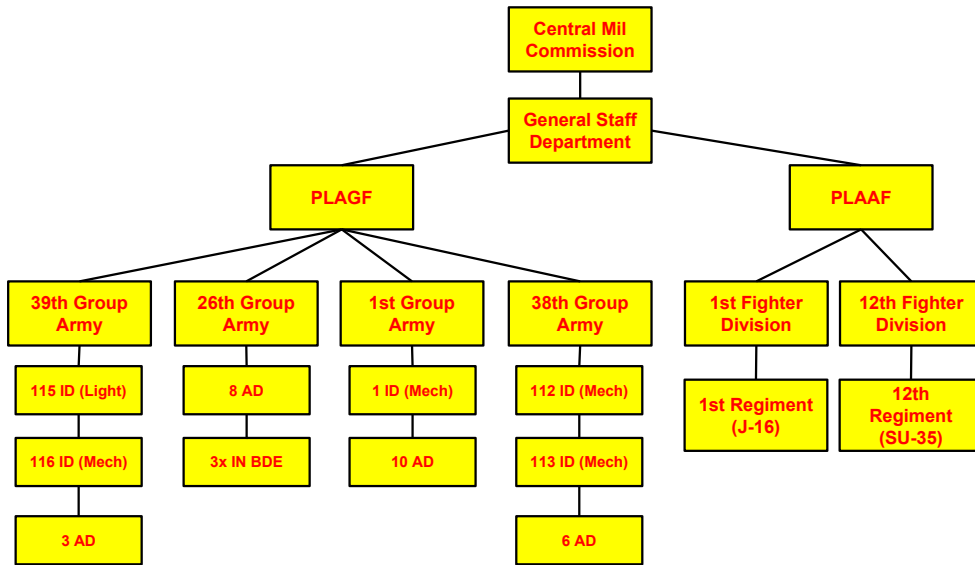 Central Mil
Commission
General Staff
Department
PLAGF
PLAAF
39th Group
Army
26th Group
Army
1st Group
Army
38th Group
Army
1st Fighter
Division
12th Fighter
Division
115 ID (Light)
8 AD
1 ID (Mech)
112 ID (Mech)
1st Regiment
(J-16)
12th
Regiment
(SU-35)
116 ID (Mech)
3x IN BDE
10 AD
113 ID (Mech)
3 AD
6 AD